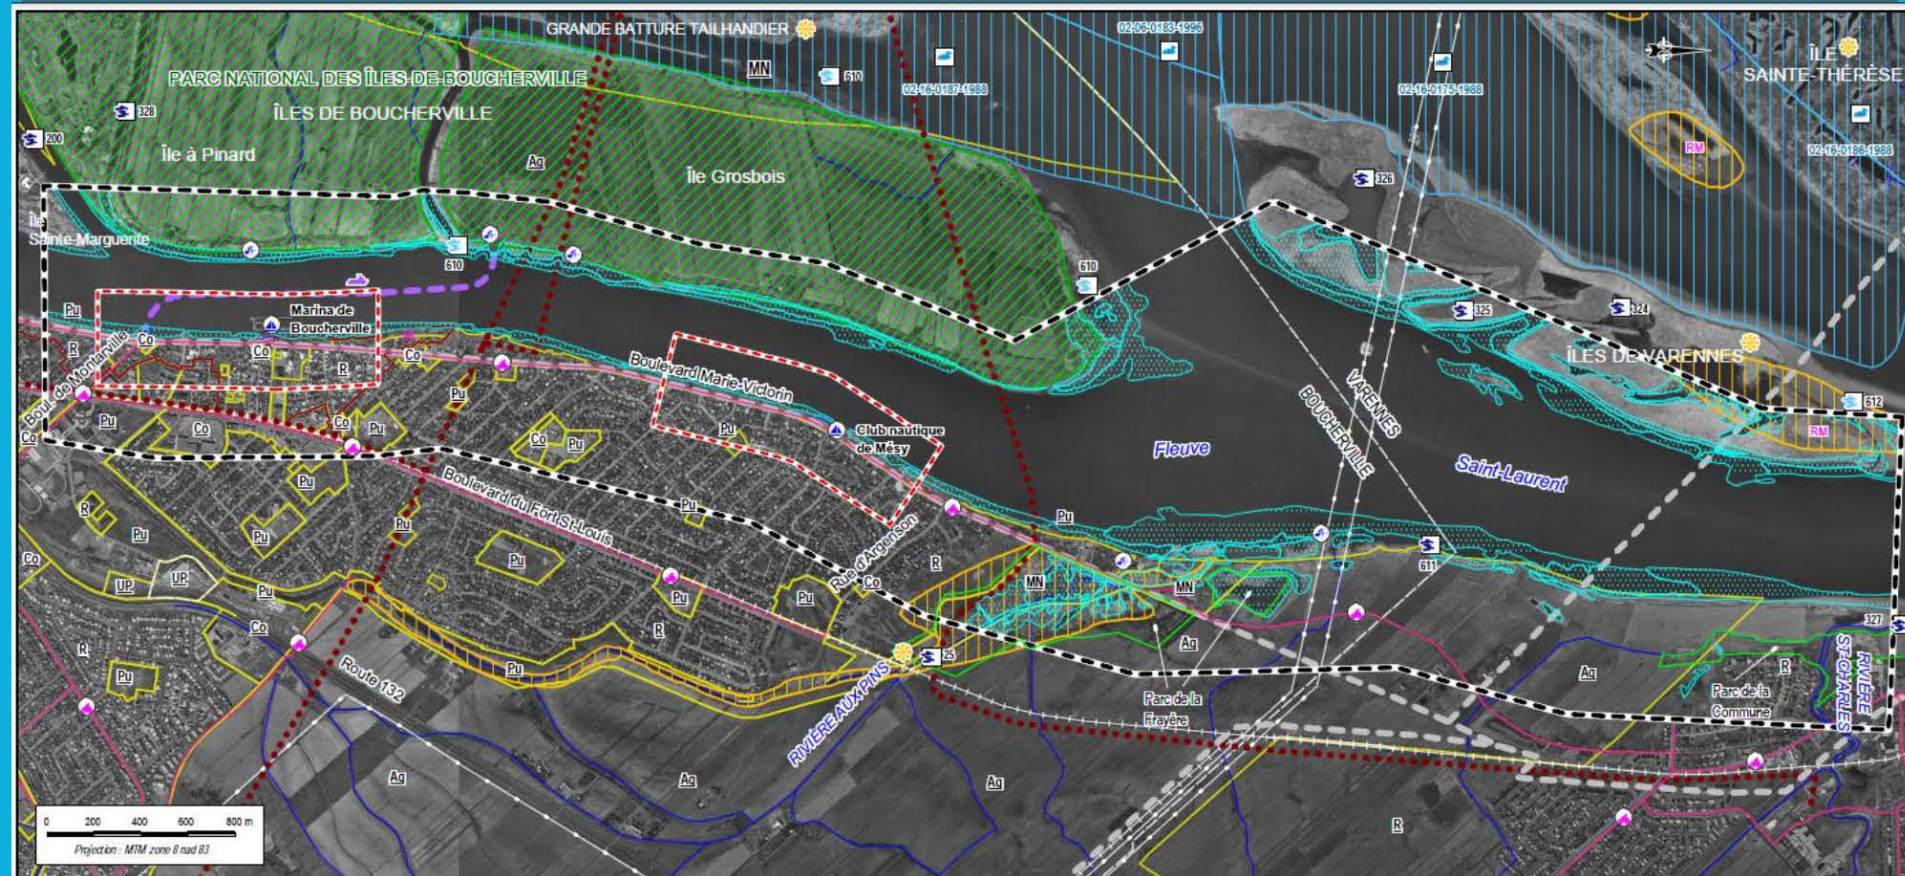 GRANDE BATTURE TAILHANDIER
02-06-0183-1996
ÎLE
SAINTE-THÉRÈSE
PARC NATIONAL DES ÎLES-DE-BOUCHERVILLE
MN
610
02-16-0187-1988
02-16-0175-1988
328
ÎLES DE BOUCHERVILLE
200
Île à Pinard
Ag
Île Grosbois
RM
02-16-0186-1988
326
Île
Sainte-Marguerite
610
610
Pu
Marina de
Boucherville
325
324
R
Co
Co
R
Co
Boul. de Montarville
Boulevard Marie-Victorin
VARENNES
BOUCHERVILLE
ÎLES DE VARENNES
612
Pu
Co
Pu
Co
Pu
Co
Pu
Pu
Club nautique
de Mésy
RM
Fleuve
Saint-Laurent
Pu
Boulevard du Fort St-Louis
Pu
Pu
R
Pu
Pu
Pu
Pu
Rue d'Argenson
R
611
Co
UP
UP
Pu
Co
MN
MN
Pu
Pu
Co
R
R
Pu
Pu
25
Ag
327
Route 132
RIVIÈRE AUX PINS
Parc de la
Frayère
Ag
Parc de la
Commune
R
RIVIÈRE
ST-CHARLES
Ag
Ag
Ag
R
0 200 400 600 800 m
Projection : MTM zone 8 nad 83